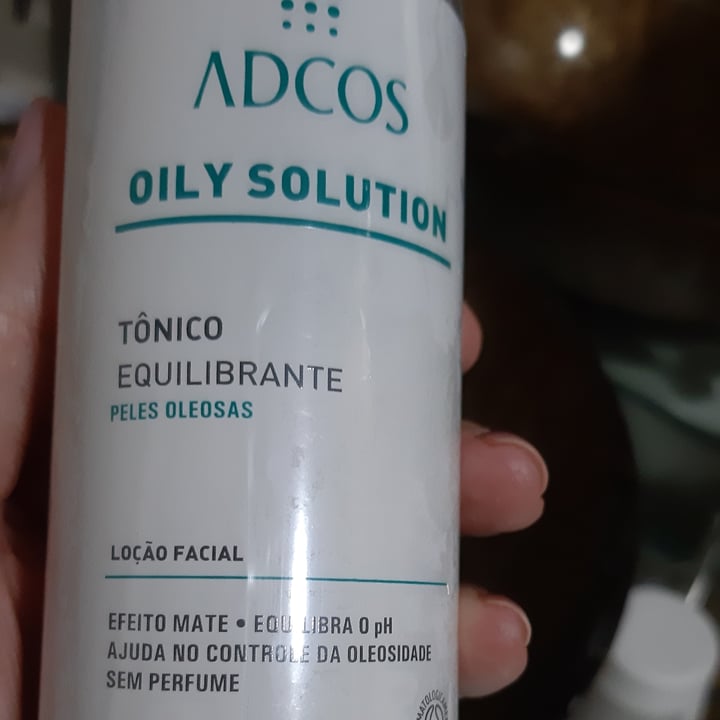 ADCOS
OILY SOLUTION
TÔNICO
EQUILIBRANTE
PELES OLEOSAS
LOÇÃO FACIAL
EFEITO MATE • EQUILIBRA O pH
AJUDA NO CONTROLE DA OLEOSIDADE
SEM PERFUME